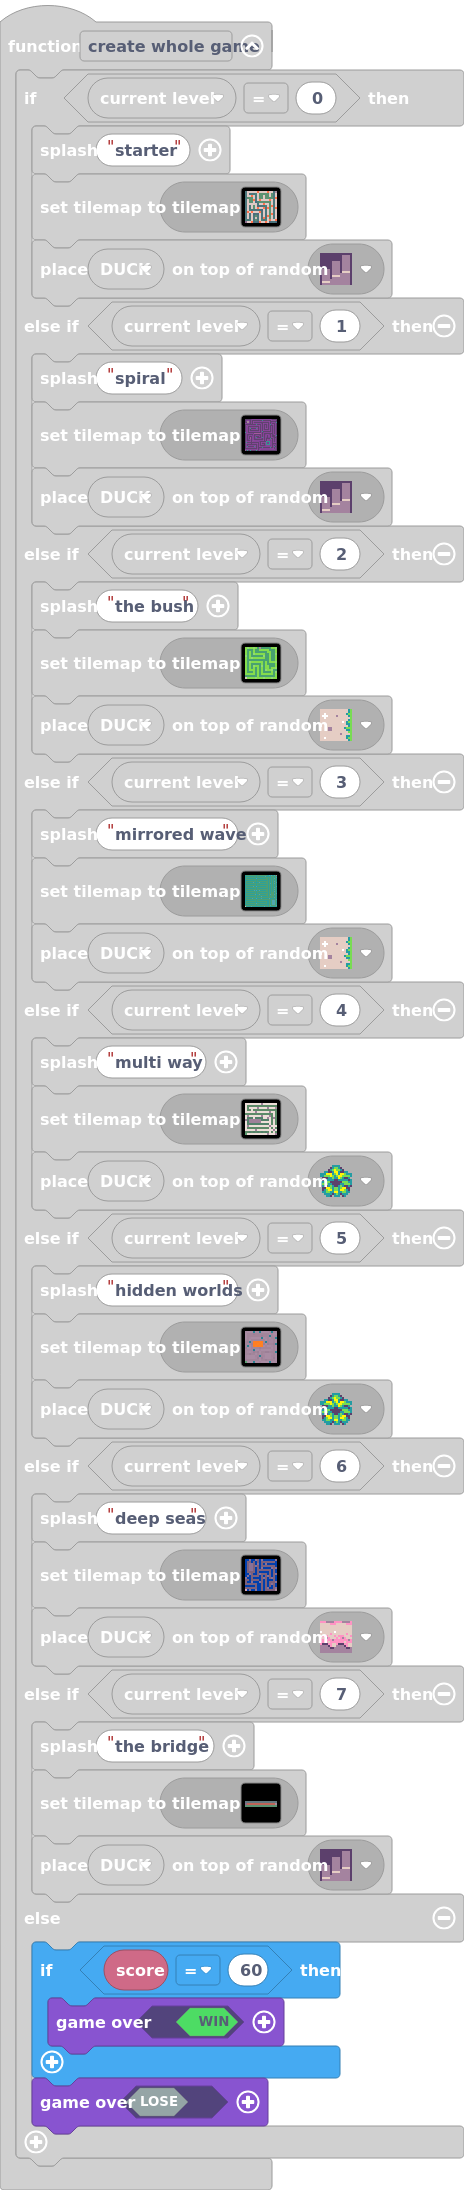 function create whole game
if current level = 0 then
splash "starter"
set tilemap to tilemap
place DUCK on top of random
else if current level = 1 then
splash "spiral"
set tilemap to tilemap
place DUCK on top of random
else if current level = 2 then
splash "the bush"
set tilemap to tilemap
place DUCK on top of random
else if current level = 3 then
splash "mirrored wave"
set tilemap to tilemap
place DUCK on top of random
else if current level = 4 then
splash "multi way"
set tilemap to tilemap
place DUCK on top of random
else if current level = 5 then
splash "hidden worlds"
set tilemap to tilemap
place DUCK on top of random
else if current level = 6 then
splash "deep seas"
set tilemap to tilemap
place DUCK on top of random
else if current level = 7 then
splash "the bridge"
set tilemap to tilemap
place DUCK on top of random
else
if score = 60 then
game over WIN
game over LOSE